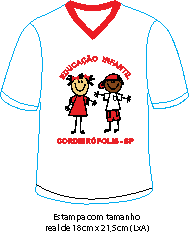 EDUCAÇÃO INFANTIL
CORDEIRÓPOLIS-SP
Estampa com tamanho
real de 18cm x 21,5cm (LxA)